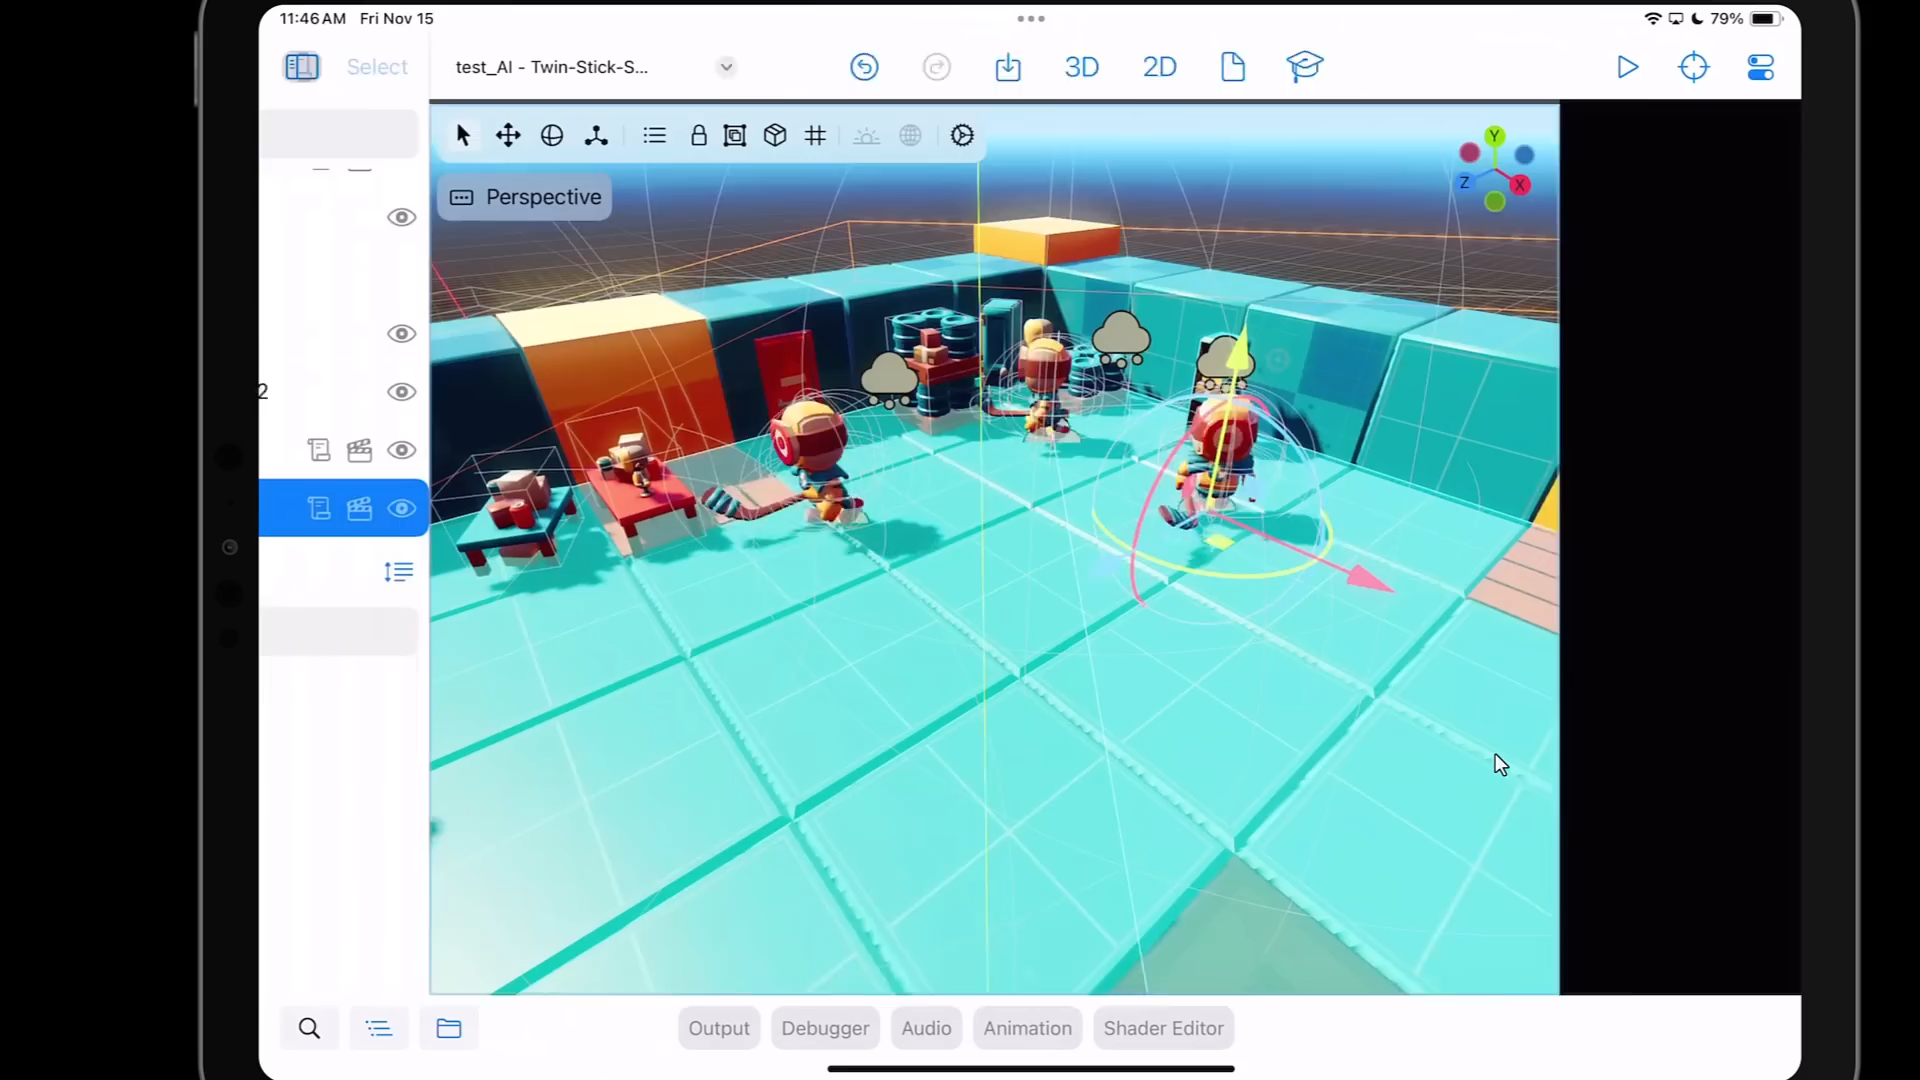 11:46 AM Fri Nov 15
79%
Select
test_AI - Twin-Stick-S...
3D
2D
Perspective
Y
Z
X
2
Output
Debugger
Audio
Animation
Shader Editor